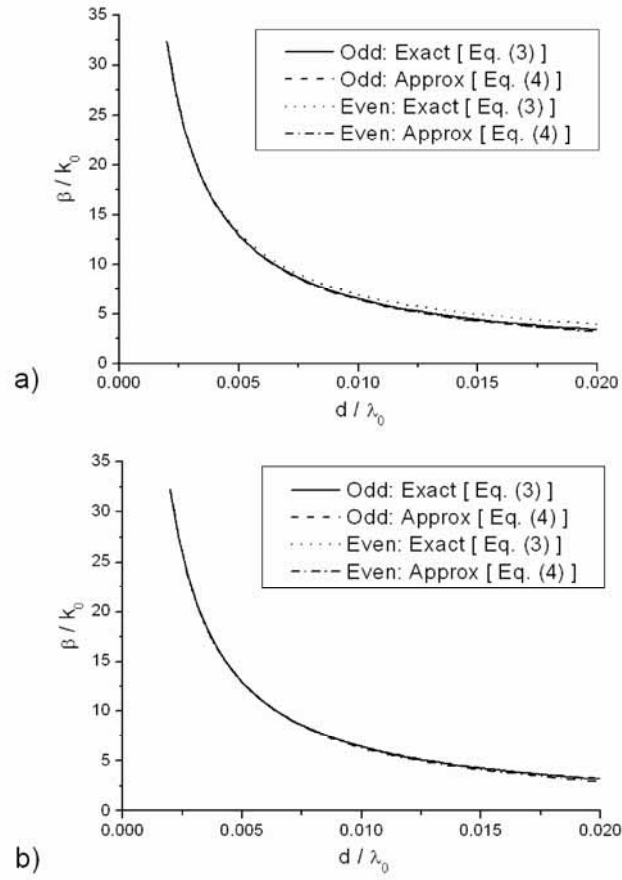 35
30
25
20
15
10
5
0
β / k₀
Odd: Exact [ Eq. (3) ]
Odd: Approx [ Eq. (4) ]
Even: Exact [ Eq. (3) ]
Even: Approx [ Eq. (4) ]
0.000 0.005 0.010 0.015 0.020
a)
d / λ₀
35
30
25
20
15
10
5
0
β / k₀
Odd: Exact [ Eq. (3) ]
Odd: Approx [ Eq. (4) ]
Even: Exact [ Eq. (3) ]
Even: Approx [ Eq. (4) ]
0.000 0.005 0.010 0.015 0.020
b)
d / λ₀